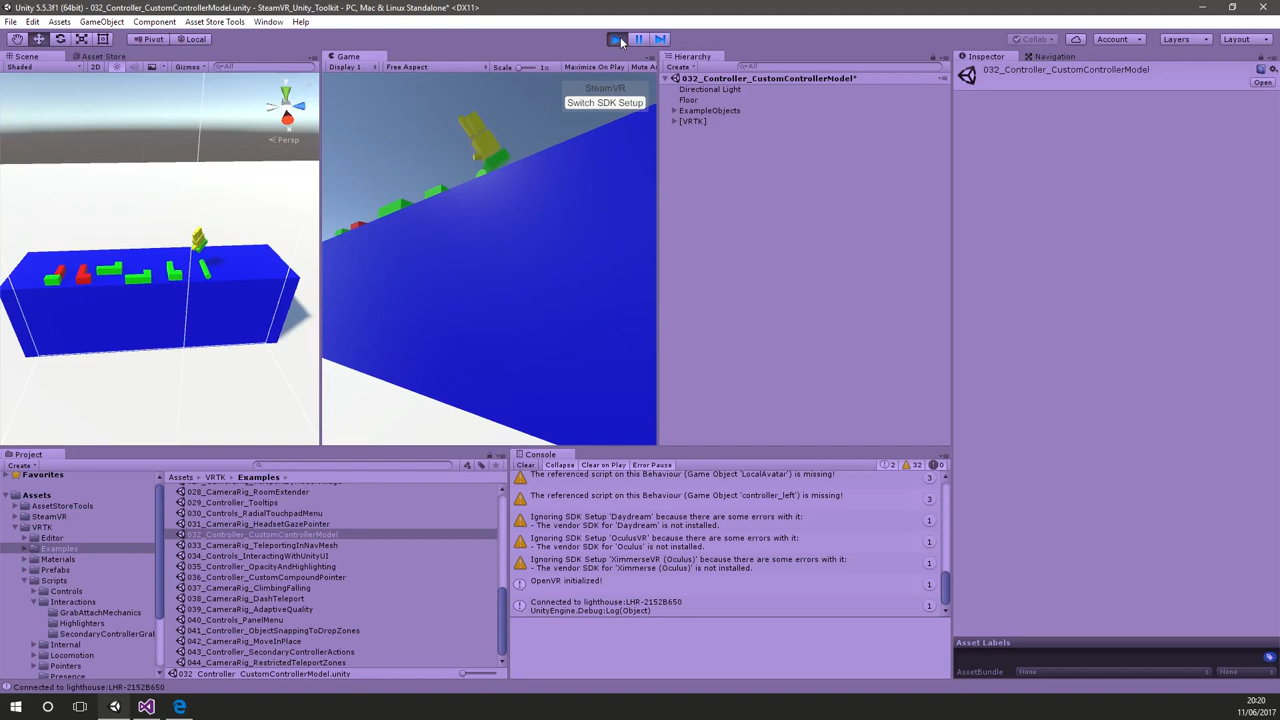 Unity 5.5.3f1 (64bit) - 032_Controller_CustomControllerModel.unity - SteamVR_Unity_Toolkit - PC, Mac & Linux Standalone* <DX11>
File Edit Assets GameObject Component Asset Store Tools Window Help
Pivot Local Collab Account Layers Layout
Scene Asset Store Game Hierarchy Inspector Navigation
Shaded 2D Gizmos All Display 1 Free Aspect Scale 1x Maximize On Play Mute Create All
032_Controller_CustomControllerModel* 032_Controller_CustomControllerModel
Open
Directional Light
Floor
ExampleObjects
[VRTK]
SteamVR
Switch SDK Setup
y
Persp
Project Console
Create Clear Collapse Clear on Play Error Pause 2 32 0
Favorites
Assets
AssetStoreTools
SteamVR
VRTK
Editor
Examples
Materials
Prefabs
Scripts
Controls
Interactions
GrabAttachMechanics
Highlighters
SecondaryControllerGrab
Internal
Locomotion
Pointers
Presence
Assets VRTK Examples
028_CameraRig_RoomExtender
029_Controller_Tooltips
030_Controls_RadialTouchpadMenu
031_CameraRig_HeadsetGazePointer
032_Controller_CustomControllerModel
033_CameraRig_TeleportingInNavMesh
034_Controls_InteractingWithUnityUI
035_Controller_OpacityAndHighlighting
036_Controller_CustomCompoundPointer
037_CameraRig_ClimbingFalling
038_CameraRig_DashTeleport
039_CameraRig_AdaptiveQuality
040_Controls_PanelMenu
041_Controller_ObjectSnappingToDropZones
042_CameraRig_MoveInPlace
043_Controller_SecondaryControllerActions
044_CameraRig_RestrictedTeleportZones
032_Controller_CustomControllerModel.unity
The referenced script on this Behaviour (Game Object 'LocalAvatar') is missing! 3
The referenced script on this Behaviour (Game Object 'controller_left') is missing! 3
Ignoring SDK Setup 'Daydream' because there are some errors with it:
- The vendor SDK for 'Daydream' is not installed. 1
Ignoring SDK Setup 'OculusVR' because there are some errors with it:
- The vendor SDK for 'Oculus' is not installed. 1
Ignoring SDK Setup 'XimmerseVR (Oculus)' because there are some errors with it:
- The vendor SDK for 'Ximmerse (Oculus)' is not installed. 1
OpenVR initialized! 1
Connected to lighthouse:LHR-2152B650
UnityEngine.Debug:Log(Object) 1
Asset Labels
AssetBundle None None
Connected to lighthouse:LHR-2152B650
20:20
11/06/2017